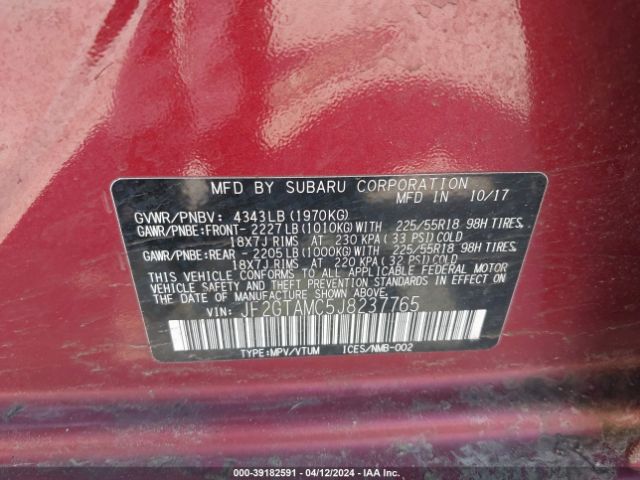 MFD BY SUBARU CORPORATION
MFD IN 10/17
GVWR/PNBV : 4343LB (1970KG)
GAWR/PNBE:FRONT- 2227LB(1010KG)WITH 225/55R18 98H TIRES,
18X7J RIMS AT 230 KPA(33 PSI)COLD
GAWR/PNBE:REAR - 2205LB(1000KG)WITH 225/55R18 98H TIRES,
18X7J RIMS AT 220 KPA(32 PSI)COLD
THIS VEHICLE CONFORMS TO ALL APPLICABLE FEDERAL MOTOR
VEHICLE SAFETY AND THEFT PREVENTION STANDARDS IN EFFECT ON
THE DATE OF MANUFACTURE SHOWN ABOVE.
VIN: JF2GTAMC5J8237765
TYPE:MPV/VTUM ICES/NMB-002
000-39182591 - 04/12/2024 - IAA Inc.